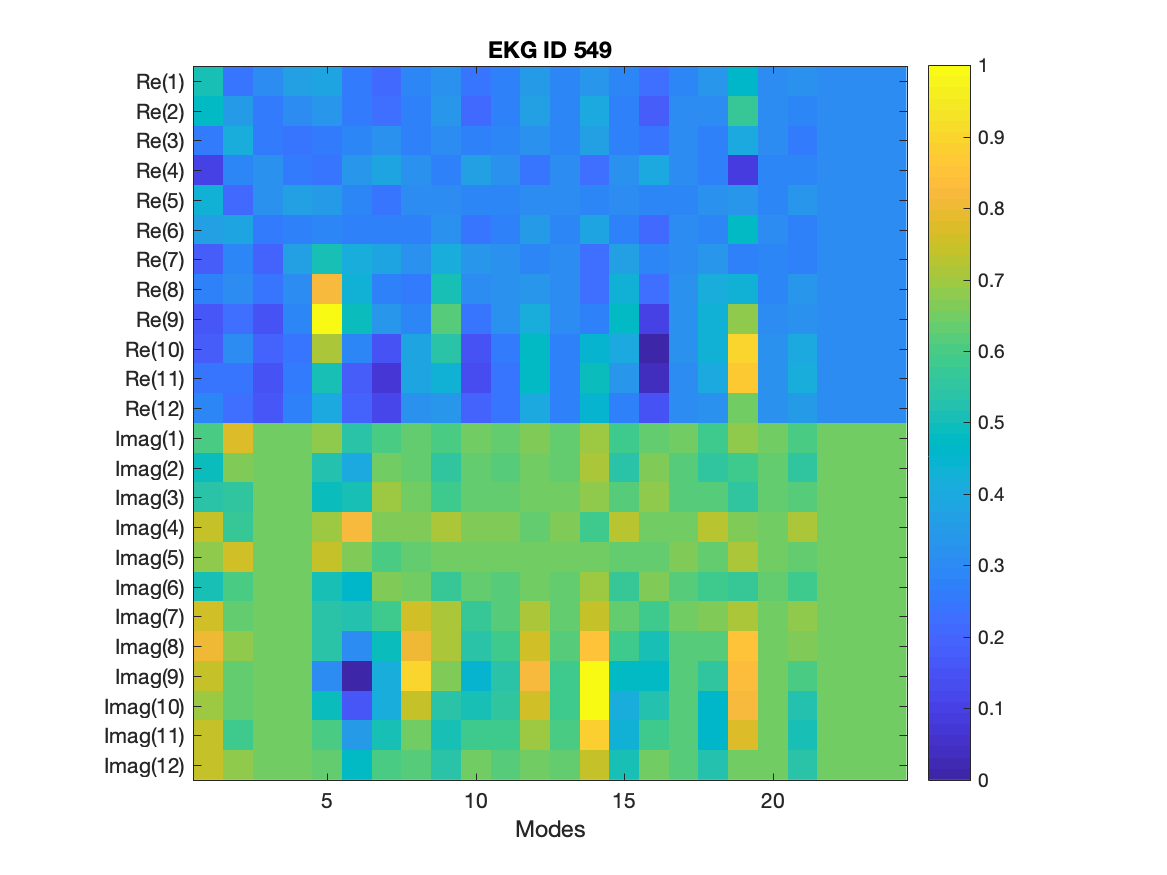 EKG ID 549
Re(1)
Re(2)
Re(3)
Re(4)
Re(5)
Re(6)
Re(7)
Re(8)
Re(9)
Re(10)
Re(11)
Re(12)
Imag(1)
Imag(2)
Imag(3)
Imag(4)
Imag(5)
Imag(6)
Imag(7)
Imag(8)
Imag(9)
Imag(10)
Imag(11)
Imag(12)
5 10 15 20
Modes
1
0.9
0.8
0.7
0.6
0.5
0.4
0.3
0.2
0.1
0